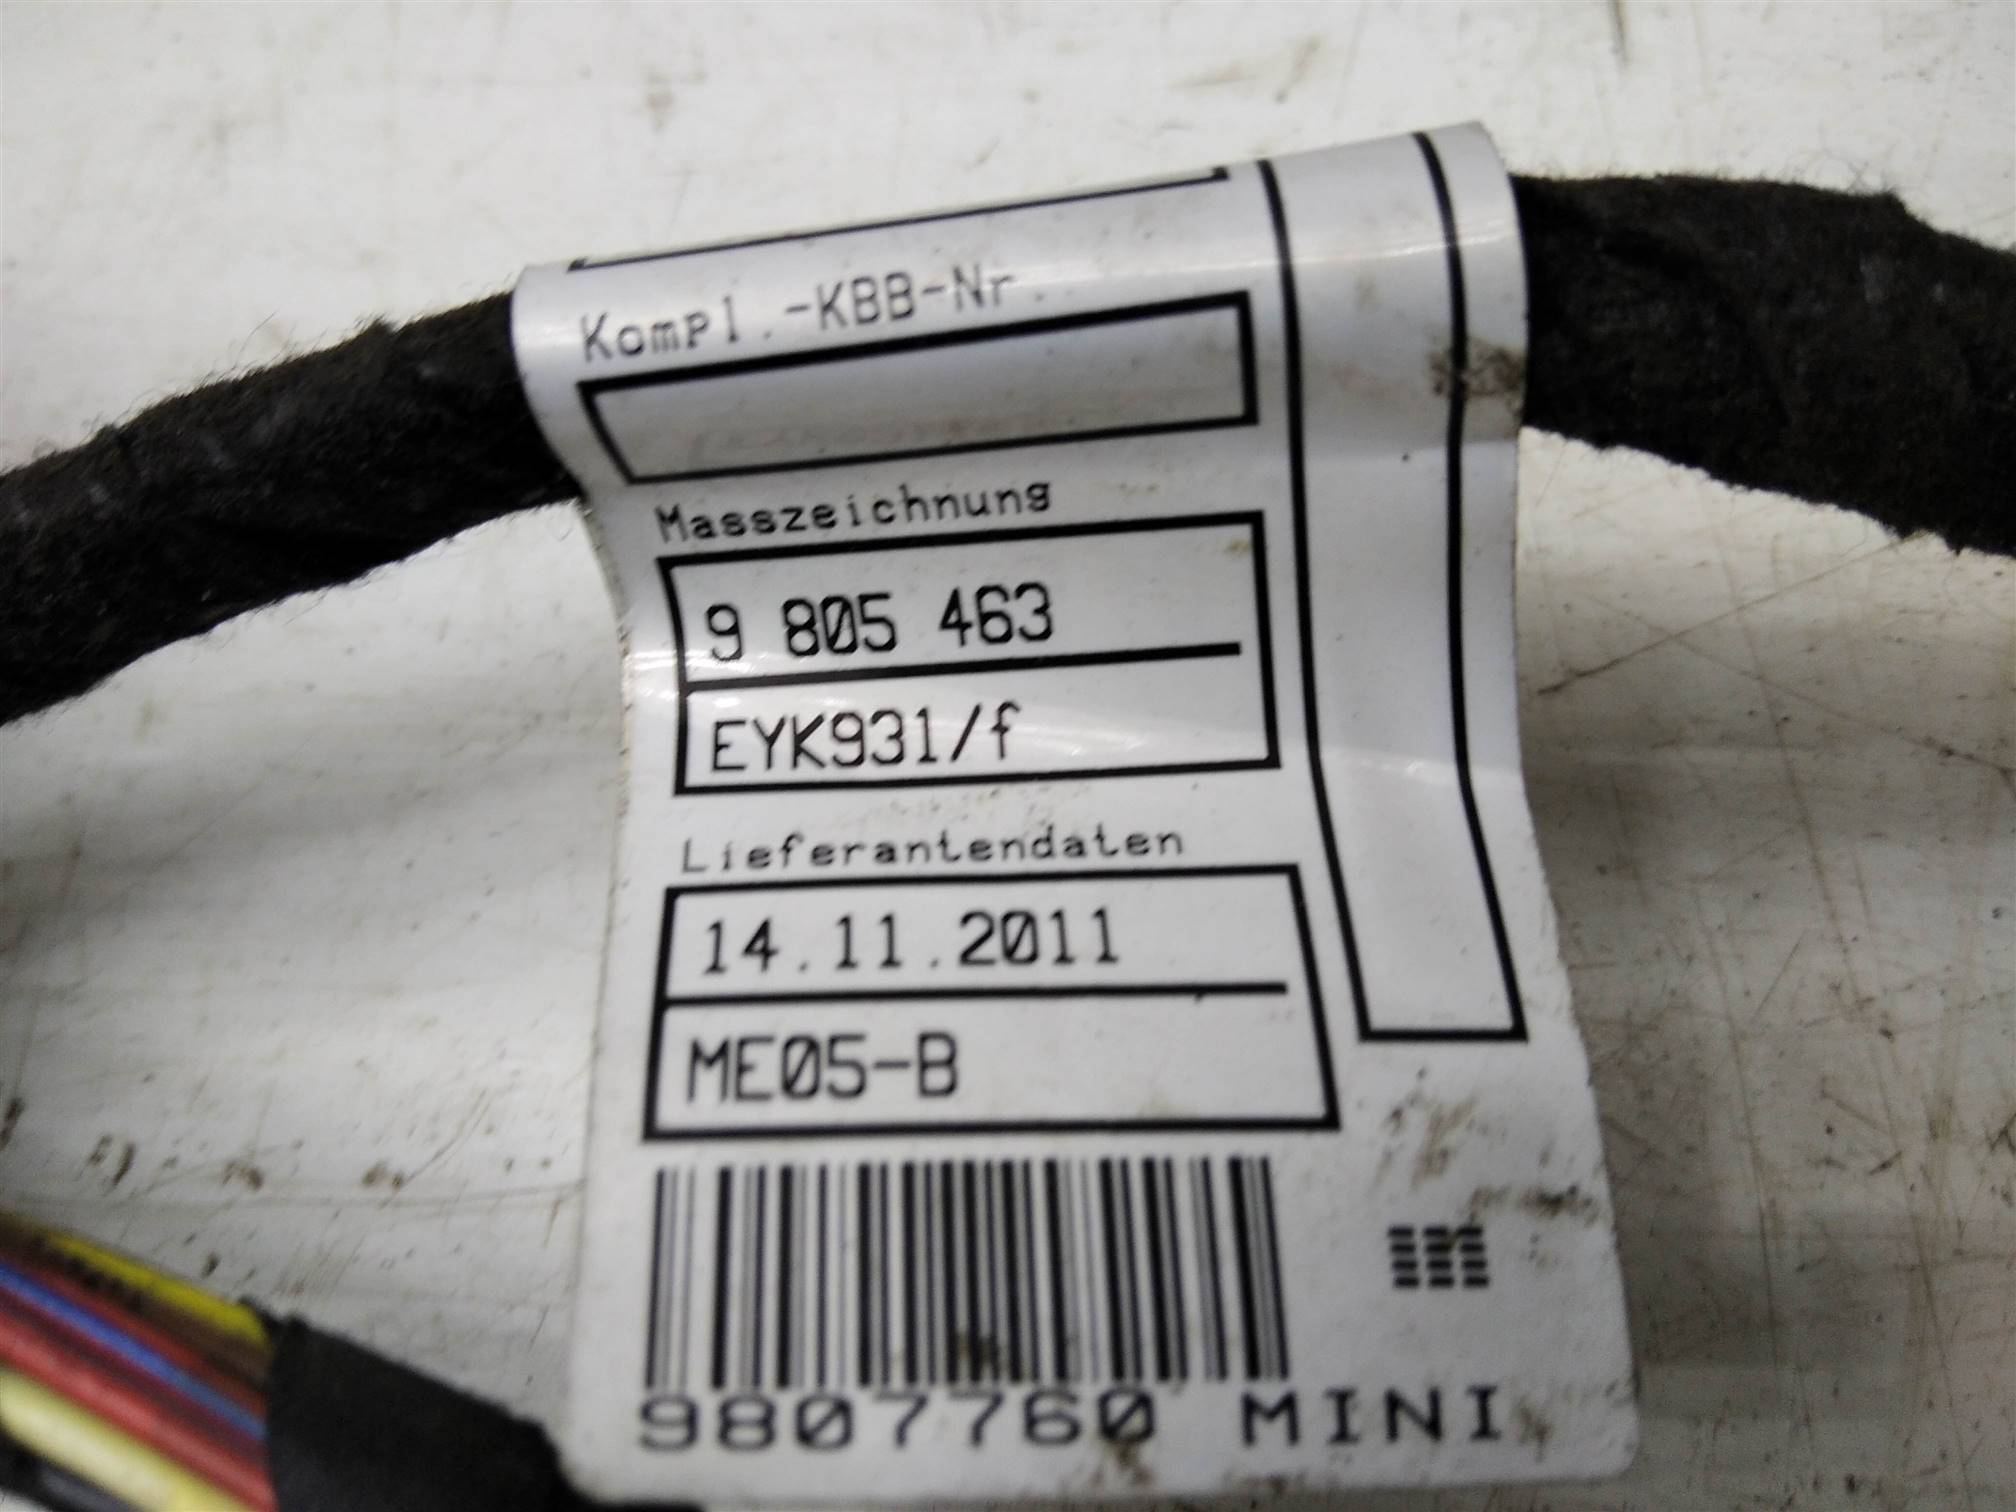 Kompl.-KBB-Nr.
Masszeichnung
9 805 463
EYK931/f
Lieferantendaten
14.11.2011
ME05-B
9807760 MINI